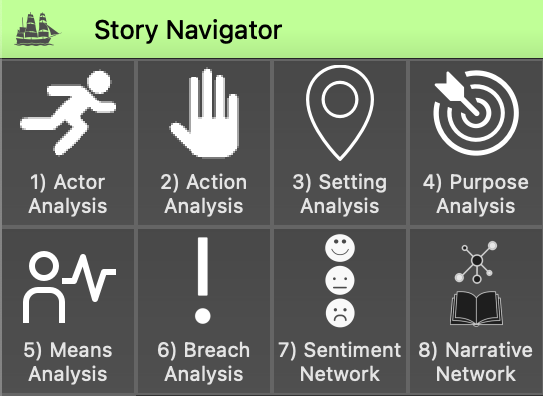 Story Navigator
1) Actor
Analysis
2) Action
Analysis
3) Setting
Analysis
4) Purpose
Analysis
5) Means
Analysis
6) Breach
Analysis
7) Sentiment
Network
8) Narrative
Network